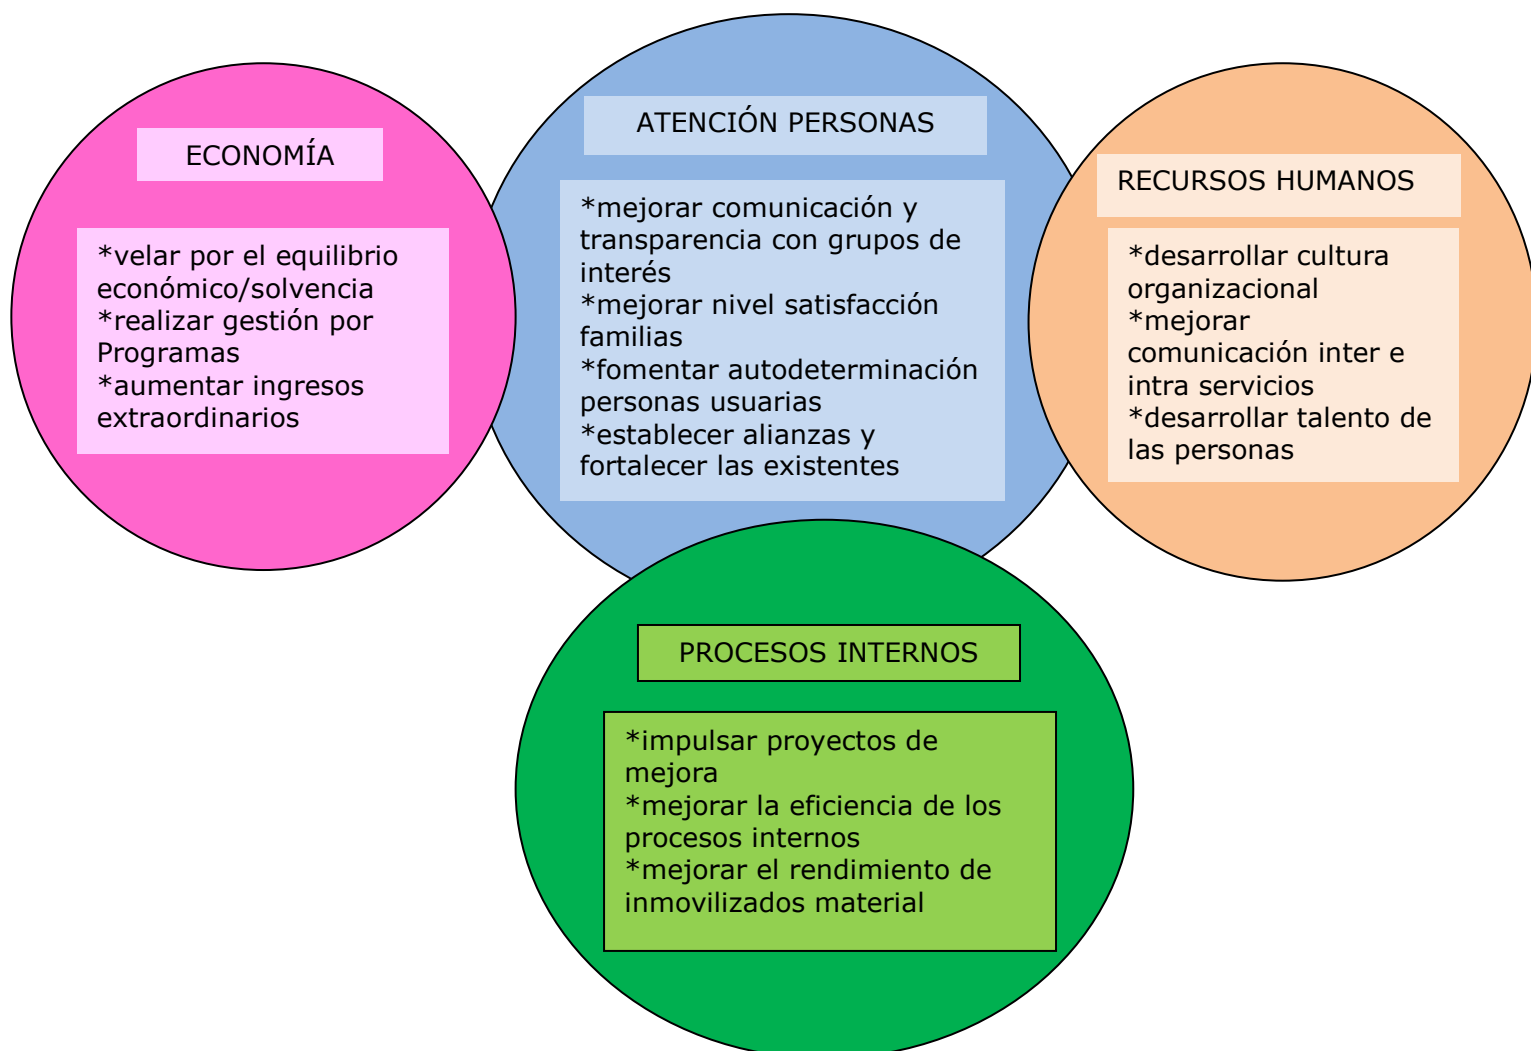 ECONOMÍA
*velar por el equilibrio
económico/solvencia
*realizar gestión por
Programas
*aumentar ingresos
extraordinarios
ATENCIÓN PERSONAS
*mejorar comunicación y
transparencia con grupos de
interés
*mejorar nivel satisfacción
familias
*fomentar autodeterminación
personas usuarias
*establecer alianzas y
fortalecer las existentes
RECURSOS HUMANOS
*desarrollar cultura
organizacional
*mejorar
comunicación inter e
intra servicios
*desarrollar talento de
las personas
PROCESOS INTERNOS
*impulsar proyectos de
mejora
*mejorar la eficiencia de los
procesos internos
*mejorar el rendimiento de
inmovilizados material